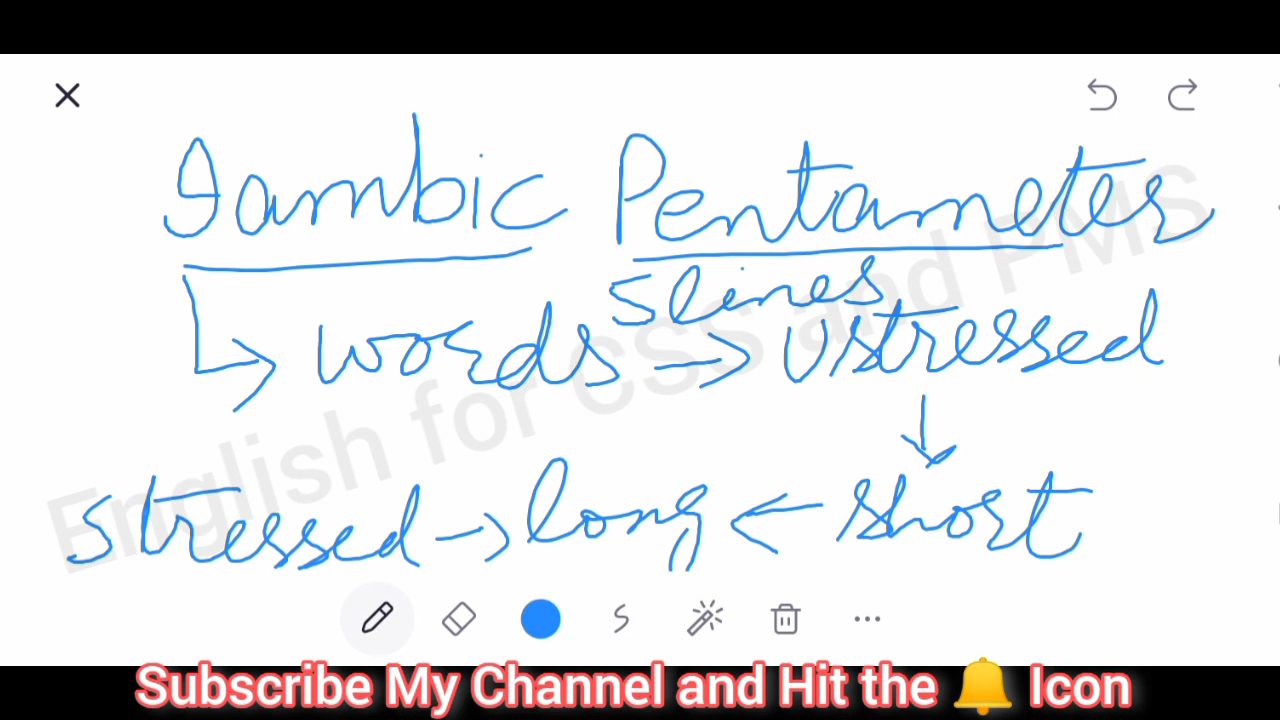 Iambic Pentameter
5 lines
words → Ustressed
↓
stressed → long ← short
English for CSS and PMS
Subscribe My Channel and Hit the 🔔 Icon